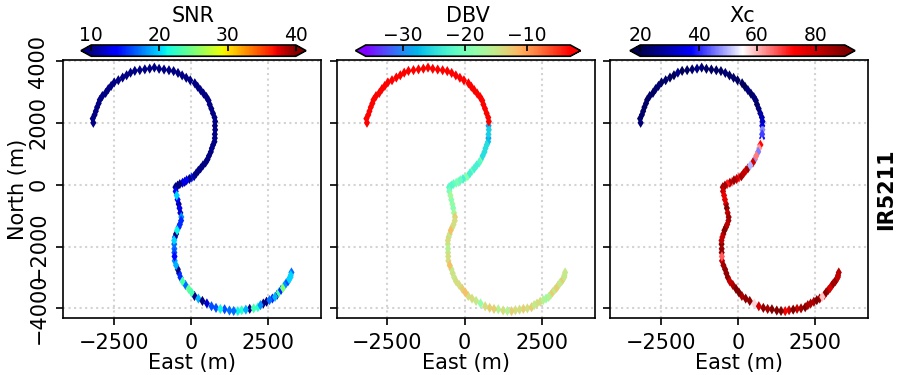 SNR DBV Xc
10 20 30 40 −30 −20 −10 20 40 60 80
4000
2000
0
−2000
−4000
North (m)
IR5211
−2500 0 2500 −2500 0 2500 −2500 0 2500
East (m) East (m) East (m)